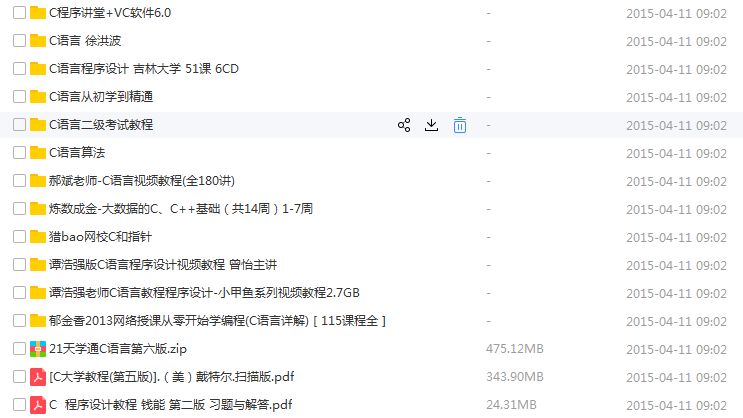 C程序讲堂+VC软件6.0 - 2015-04-11 09:02
C语言 徐洪波 - 2015-04-11 09:02
C语言程序设计 吉林大学 51课 6CD - 2015-04-11 09:02
C语言从初学到精通 - 2015-04-11 09:02
C语言二级考试教程 - 2015-04-11 09:02
C语言算法 - 2015-04-11 09:02
郝斌老师-C语言视频教程(全180讲) - 2015-04-11 09:02
炼数成金-大数据的C、C++基础（共14周）1-7周 - 2015-04-11 09:02
猎bao网校C和指针 - 2015-04-11 09:02
谭浩强版C语言程序设计视频教程 曾怡主讲 - 2015-04-11 09:02
谭浩强老师C语言教程程序设计-小甲鱼系列视频教程2.7GB - 2015-04-11 09:02
郁金香2013网络授课从零开始学编程(C语言详解)［115课程全］ - 2015-04-11 09:02
21天学通C语言第六版.zip 475.12MB 2015-04-11 09:02
[C大学教程(第五版)].（美）戴特尔.扫描版.pdf 343.90MB 2015-04-11 09:02
C 程序设计教程 钱能 第二版 习题与解答.pdf 24.31MB 2015-04-11 09:02